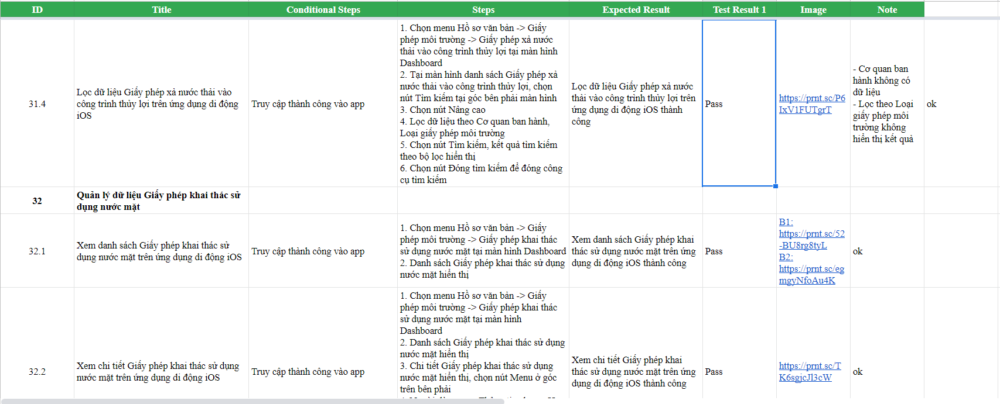 ID Title Conditional Steps Steps Expected Result Test Result 1 Image Note
31.4
Lọc dữ liệu Giấy phép xả nước thải vào
công trình thủy lợi trên ứng dụng di động
iOS
Truy cập thành công vào app
1. Chọn menu Hồ sơ văn bản -> Giấy
phép môi trường -> Giấy phép xả nước
thải vào công trình thủy lợi tại màn hình
Dashboard
2. Tại màn hình danh sách Giấy phép xả
nước thải vào công trình thủy lợi, chọn
nút Tìm kiếm tại góc bên phải màn hình
3. Chọn nút Nâng cao
4. Lọc dữ liệu theo Cơ quan ban hành,
Loại giấy phép môi trường
5. Chọn nút Tìm kiếm, kết quả tìm kiếm
theo bộ lọc hiển thị
6. Chọn nút Đóng tìm kiếm để đóng công
cụ tìm kiếm
Lọc dữ liệu Giấy phép xả nước
thải vào công trình thủy lợi trên
ứng dụng di động iOS thành
công
Pass
https://prnt.sc/P6
IxV1FUTgrT
- Cơ quan ban
hành không có
dữ liệu
- Lọc theo Loại
giấy phép môi
trường không
hiển thị kết quả
ok
32
Quản lý dữ liệu Giấy phép khai thác sử
dụng nước mặt
32.1
Xem danh sách Giấy phép khai thác sử
dụng nước mặt trên ứng dụng di động iOS
Truy cập thành công vào app
1. Chọn menu Hồ sơ văn bản -> Giấy
phép môi trường -> Giấy phép khai thác
sử dụng nước mặt tại màn hình Dashboard
2. Danh sách Giấy phép khai thác sử dụng
nước mặt hiển thị
Xem danh sách Giấy phép khai
thác sử dụng nước mặt trên ứng
dụng di động iOS thành công
Pass
B1:
https://prnt.sc/52
-BU8rg8tyL
B2:
https://prnt.sc/eg
mgyNfoAu4K
ok
32.2
Xem chi tiết Giấy phép khai thác sử dụng
nước mặt trên ứng dụng di động iOS
Truy cập thành công vào app
1. Chọn menu Hồ sơ văn bản -> Giấy
phép môi trường -> Giấy phép khai thác
sử dụng nước mặt tại màn hình
Dashboard
2. Danh sách Giấy phép khai thác sử dụng
nước mặt hiển thị
3. Chi tiết Giấy phép khai thác sử dụng
nước mặt hiển thị, chọn nút Menu ở góc
trên bên phải
Xem chi tiết Giấy phép khai
thác sử dụng nước mặt trên ứng
dụng di động iOS thành công
Pass
https://prnt.sc/T
K6sgjcJl3cW
ok